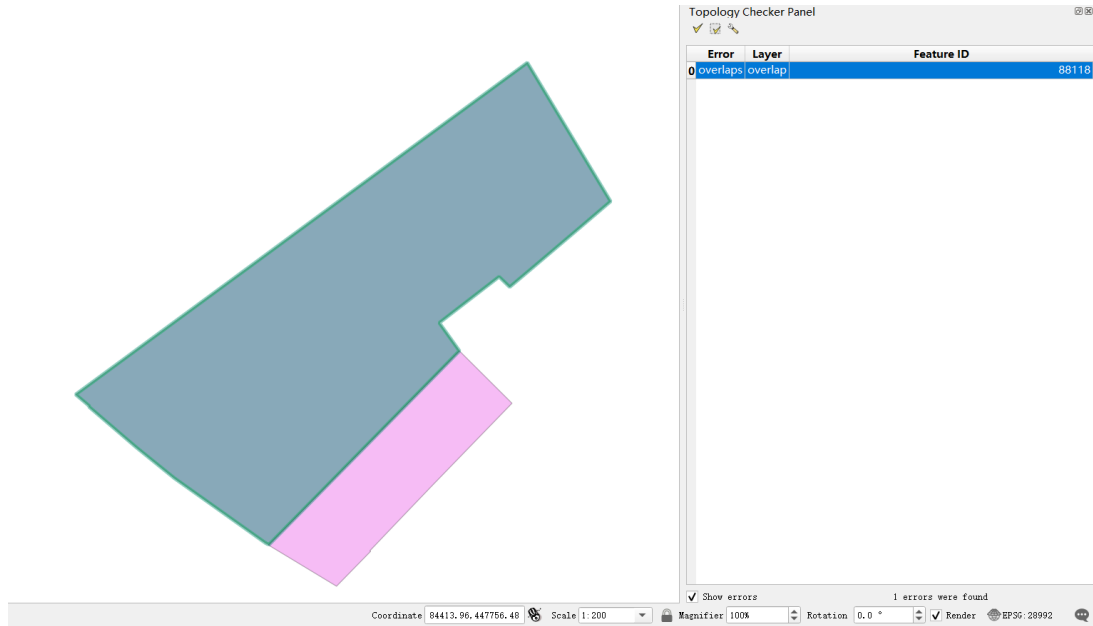 Topology Checker Panel
Error Layer Feature ID
0 overlaps overlap 88118
Show errors 1 errors were found
Coordinate 84413.96,447756.48 Scale 1:200 Magnifier 100% Rotation 0.0 ° Render EPSG:28992